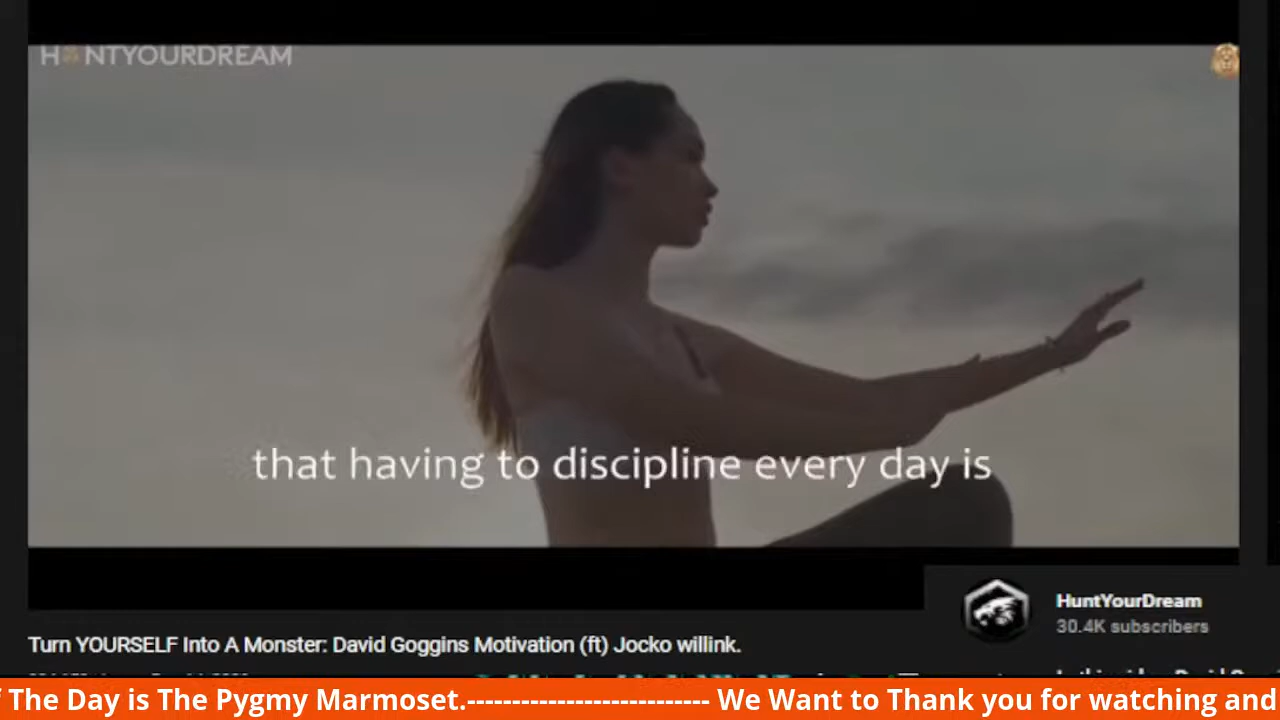 HUNTYOURDREAM
that having to discipline every day is
HuntYourDream
30.4K subscribers
Turn YOURSELF Into A Monster: David Goggins Motivation (ft) Jocko willink.
The Day is The Pygmy Marmoset.--------------------------- We Want to Thank you for watching and